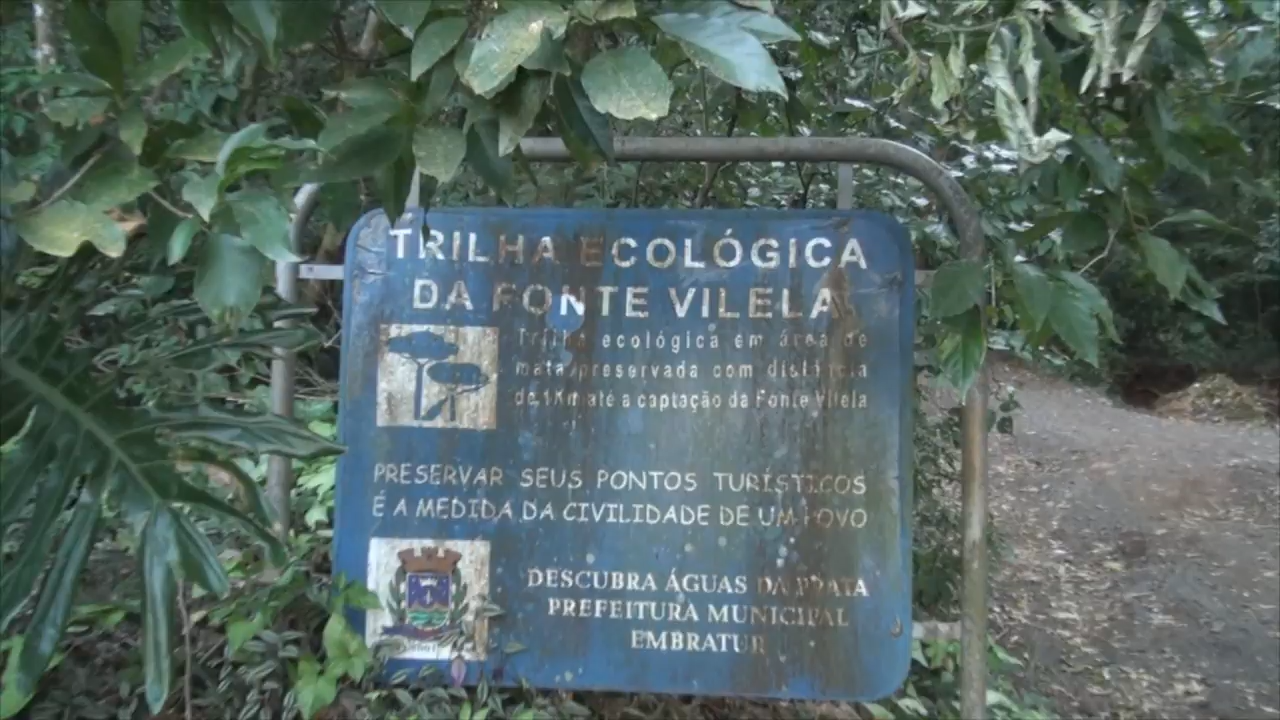 TRILHA ECOLÓGICA
DA FONTE VILELA
Trilha ecológica em área de
mata preservada com distância
de 1Km até a captação da Fonte Vilela
PRESERVAR SEUS PONTOS TURÍSTICOS
É A MEDIDA DA CIVILIDADE DE UM POVO
DESCUBRA ÁGUAS DA PRATA
PREFEITURA MUNICIPAL
EMBRATUR